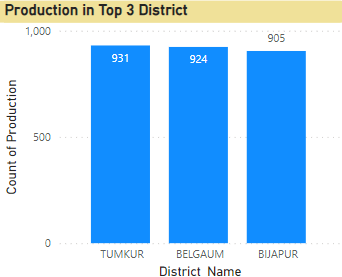 Production in Top 3 District
1,000
500
0
Count of Production
931
924
905
TUMKUR
BELGAUM
BIJAPUR
District Name